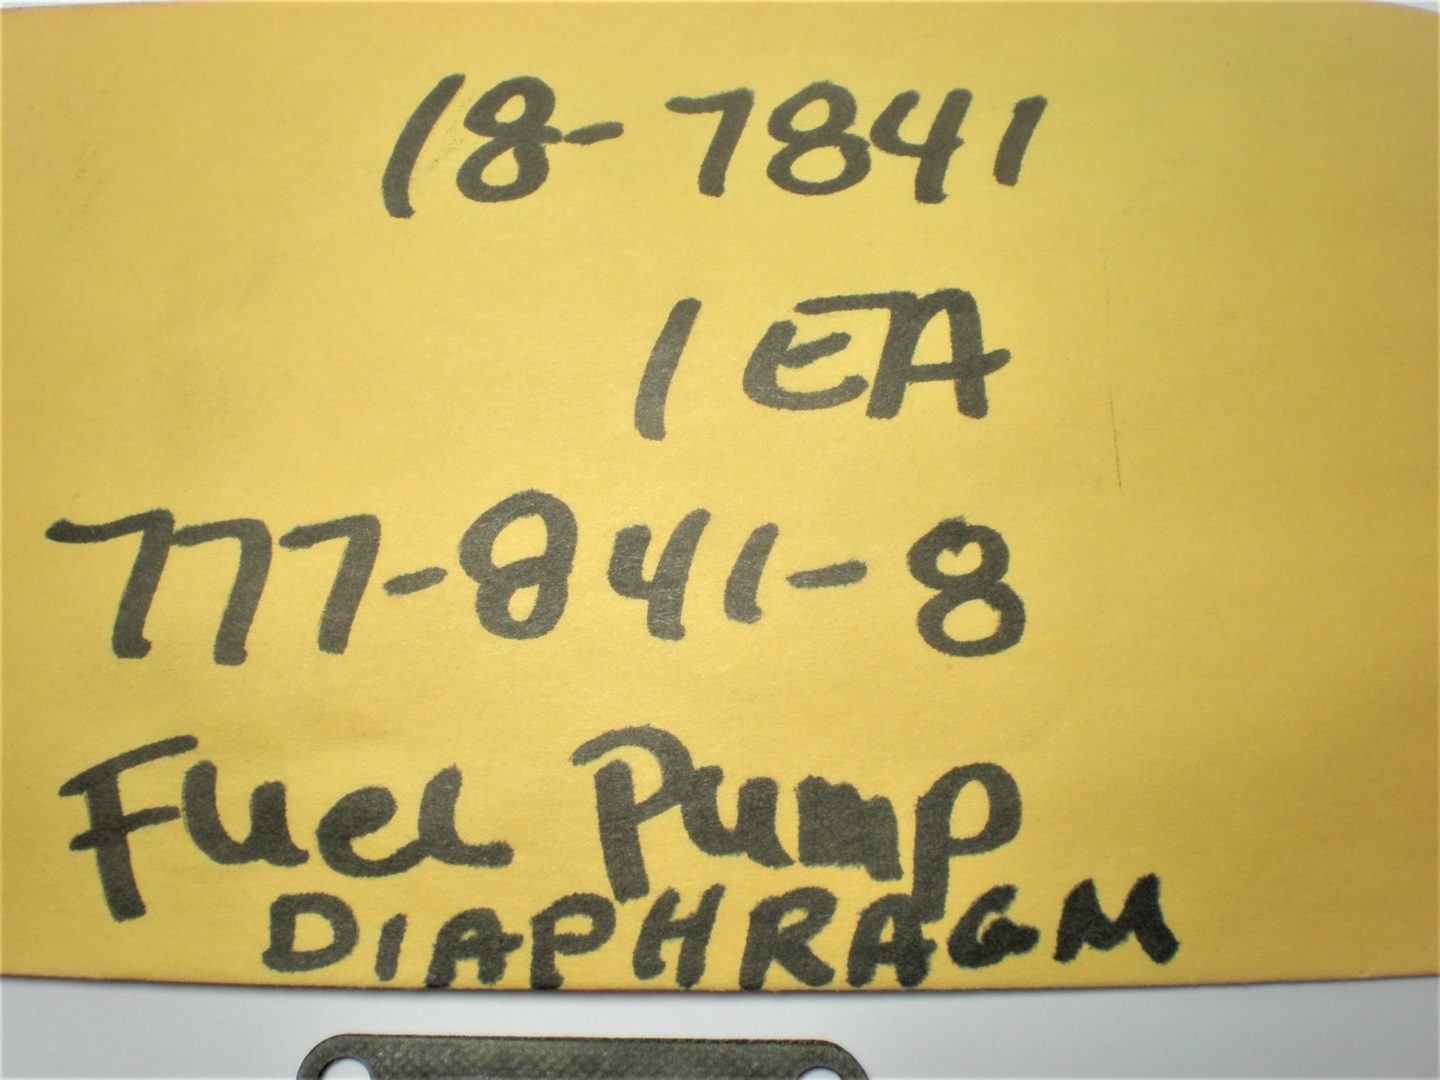 18-7841
1 EA
777-841-8
Fuel Pump
DIAPHRAGM